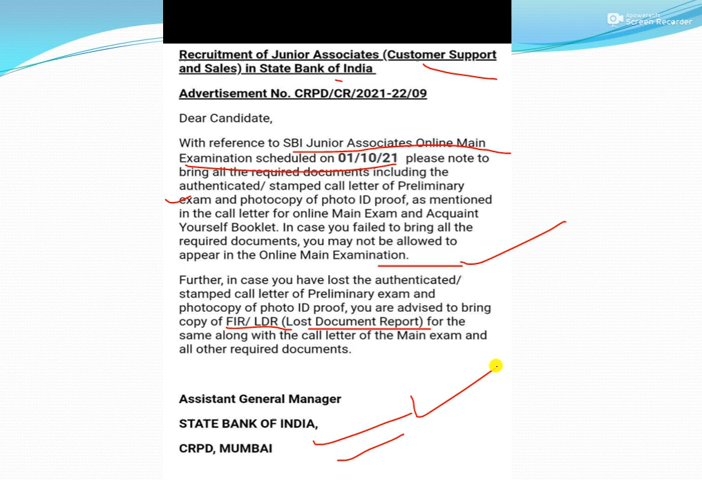 Apowersoft
Screen Recorder
Recruitment of Junior Associates (Customer Support
and Sales) in State Bank of India
Advertisement No. CRPD/CR/2021-22/09
Dear Candidate,
With reference to SBI Junior Associates Online Main
Examination scheduled on 01/10/21 please note to
bring all the required documents including the
authenticated/ stamped call letter of Preliminary
exam and photocopy of photo ID proof, as mentioned
in the call letter for online Main Exam and Acquaint
Yourself Booklet. In case you failed to bring all the
required documents, you may not be allowed to
appear in the Online Main Examination.
Further, in case you have lost the authenticated/
stamped call letter of Preliminary exam and
photocopy of photo ID proof, you are advised to bring
copy of FIR/ LDR (Lost Document Report) for the
same along with the call letter of the Main exam and
all other required documents.
Assistant General Manager
STATE BANK OF INDIA,
CRPD, MUMBAI